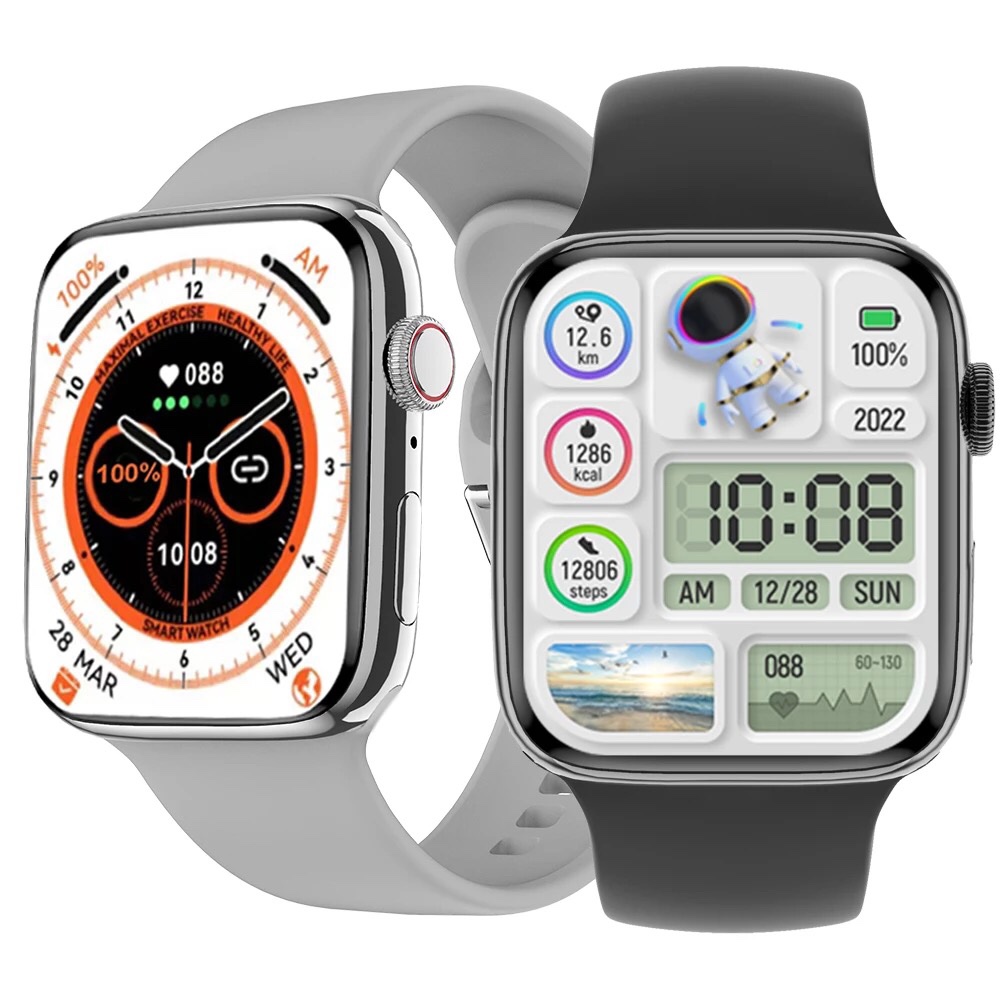 100%
AM
12
1
2
3
4
5
6
7
8
9
10
11
MAXIMAL EXERCISE HEALTHY LIFE
088
100%
10 08
SMART WATCH
28 MAR
WED
12.6
km
100%
2022
1286
kcal
10:08
12806
steps
AM
12/28
SUN
088
60-130